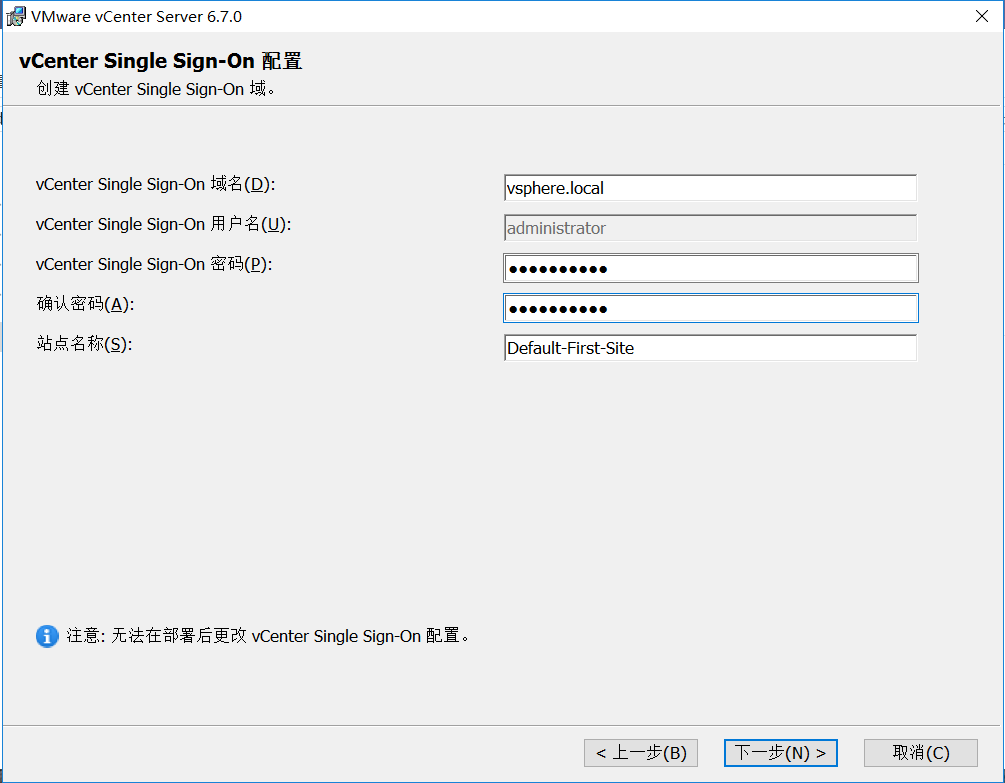 VMware vCenter Server 6.7.0
vCenter Single Sign-On 配置
创建 vCenter Single Sign-On 域。
vCenter Single Sign-On 域名(D): vsphere.local
vCenter Single Sign-On 用户名(U): administrator
vCenter Single Sign-On 密码(P): ●●●●●●●●●●
确认密码(A): ●●●●●●●●●●
站点名称(S): Default-First-Site
注意: 无法在部署后更改 vCenter Single Sign-On 配置。
< 上一步(B) 下一步(N) > 取消(C)